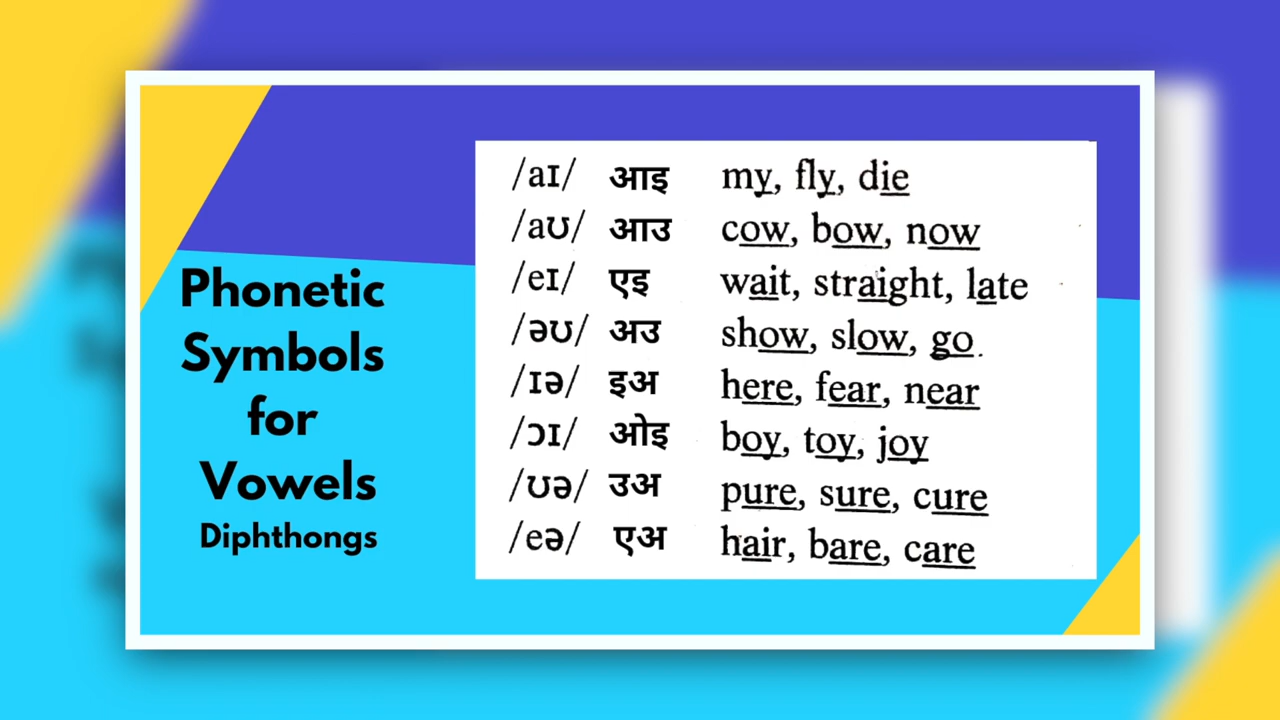 Phonetic
Symbols
for
Vowels
Diphthongs
/aɪ/ आइ my, fly, die
/aʊ/ आउ cow, bow, now
/eɪ/ एइ wait, straight, late
/əʊ/ अउ show, slow, go.
/ɪə/ इअ here, fear, near
/ɔɪ/ ओइ boy, toy, joy
/ʊə/ उअ pure, sure, cure
/eə/ एअ hair, bare, care